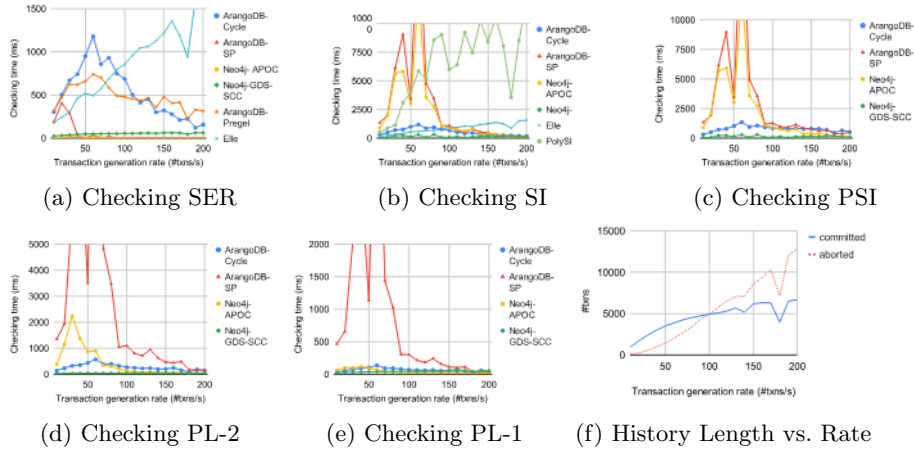 Checking time (ms)
1500
1000
500
0
50
100
150
200
Transaction generation rate (#txns/s)
ArangoDB-
Cycle
ArangoDB-
SP
Neo4j- APOC
Neo4j-GDS-
SCC
ArangoDB-
Pregel
Elle
(a) Checking SER
Checking time (ms)
1000
0
7500
5000
2500
0
50
100
150
200
Transaction generation rate (#txns/s)
ArangoDB-
Cycle
ArangoDB-
SP
Neo4j-
APOC
Neo4j-
Elle
PolySI
(b) Checking SI
Checking time (ms)
10000
7500
5000
2500
0
50
100
150
200
Transaction generation rate (#txns/s)
ArangoDB-
Cycle
ArangoDB-
SP
Neo4j-
APOC
Neo4j-
GDS-SCC
(c) Checking PSI
Checking time (ms)
5000
4000
3000
2000
1000
0
50
100
150
200
Transaction generation rate (#txns/s)
ArangoDB-
Cycle
ArangoDB-
SP
Neo4j-
APOC
Neo4j-
GDS-SCC
(d) Checking PL-2
Checking time (ms)
2000
1500
1000
500
0
50
100
150
200
Transaction generation rate (#txns/s)
ArangoDB-
Cycle
ArangoDB-
SP
Neo4j-
APOC
Neo4j-
GDS-SCC
(e) Checking PL-1
#txns
15000
10000
5000
0
50
100
150
200
Transaction generation rate (#txns/s)
committed
aborted
(f) History Length vs. Rate